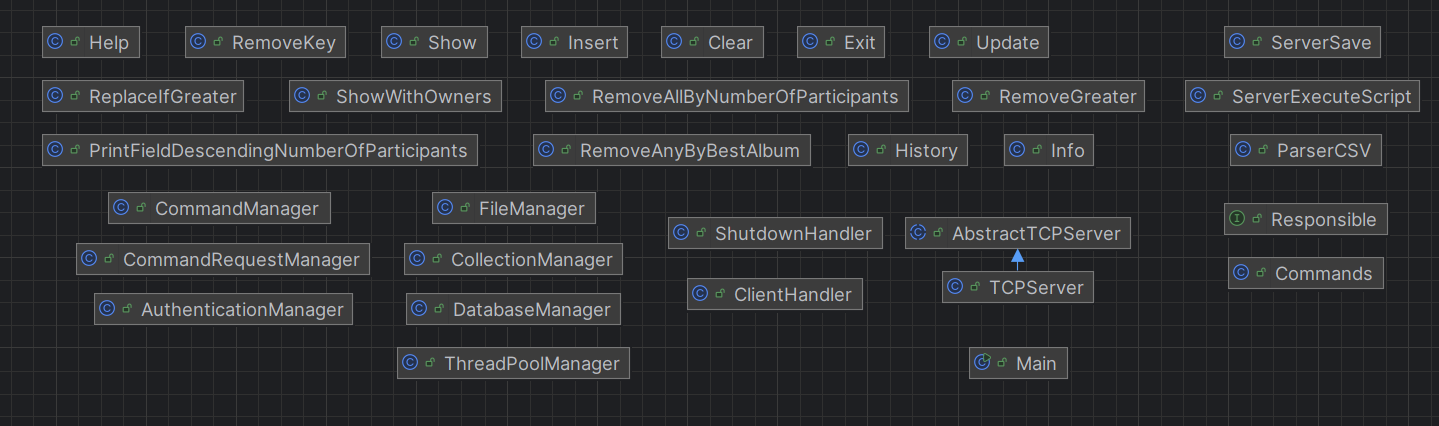 Help RemoveKey Show Insert Clear Exit Update ServerSave
ReplaceIfGreater ShowWithOwners RemoveAllByNumberOfParticipants RemoveGreater ServerExecuteScript
PrintFieldDescendingNumberOfParticipants RemoveAnyByBestAlbum History Info ParserCSV
CommandManager FileManager
ShutdownHandler AbstractTCPServer Responsible
CommandRequestManager CollectionManager Commands
ClientHandler TCPServer
AuthenticationManager DatabaseManager
ThreadPoolManager Main